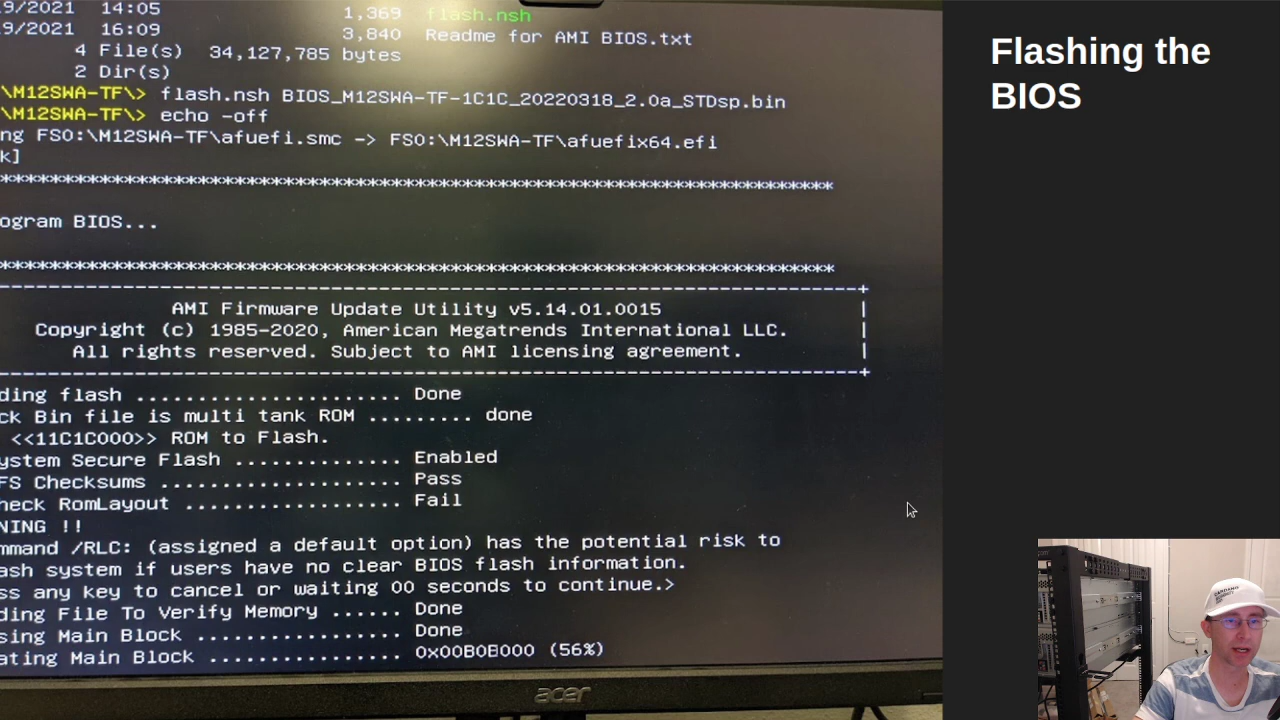 9/2021 14:05 1,369 flash.nsh
9/2021 16:09 3,840 Readme for AMI BIOS.txt
4 File(s) 34,127,785 bytes
2 Dir(s)
\M12SWA-TF\> flash.nsh BIOS_M12SWA-TF-1C1C_20220318_2.0a_STDsp.bin
\M12SWA-TF\> echo -off
ng FS0:\M12SWA-TF\afuefi.smc -> FS0:\M12SWA-TF\afuefix64.efi
k]
*********************************************************************
ogram BIOS...
*********************************************************************
AMI Firmware Update Utility v5.14.01.0015
Copyright (c) 1985-2020, American Megatrends International LLC.
All rights reserved. Subject to AMI licensing agreement.
ding flash ...................... Done
ck Bin file is multi tank ROM ......... done
<<11C1C000>> ROM to Flash.
ystem Secure Flash .............. Enabled
FS Checksums .................... Pass
heck RomLayout .................. Fail
NING !!
mmand /RLC: (assigned a default option) has the potential risk to
ash system if users have no clear BIOS flash information.
ss any key to cancel or waiting 00 seconds to continue.>
ding File To Verify Memory ...... Done
sing Main Block ................. Done
ating Main Block ................ 0x00B0B000 (56%)
acer
Flashing the
BIOS